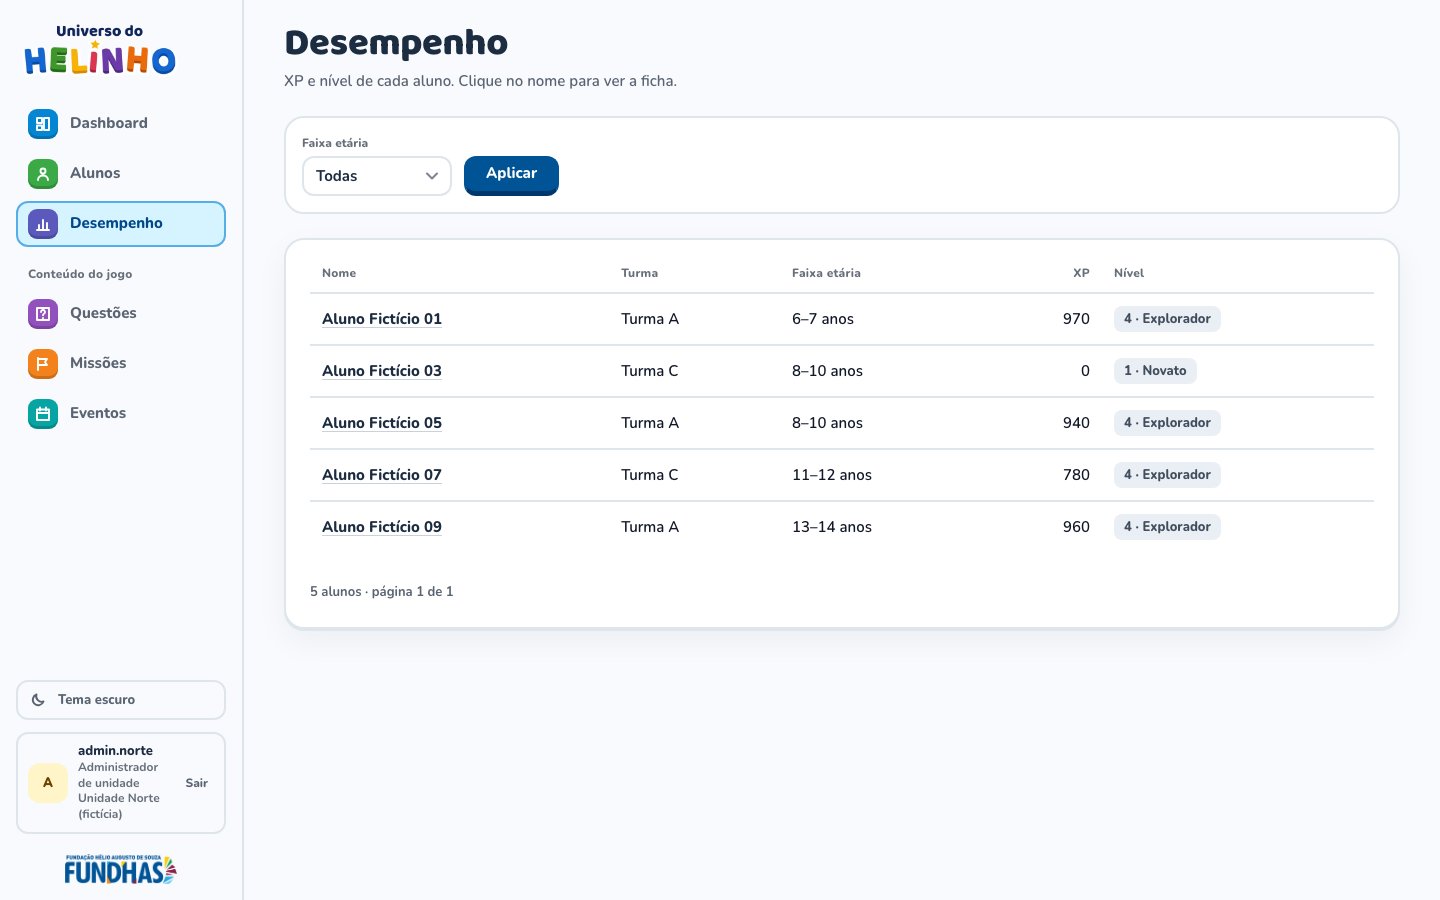 Universo do
HELINHO
Dashboard
Alunos
Desempenho
Conteúdo do jogo
Questões
Missões
Eventos
Tema escuro
A
admin.norte
Administrador
de unidade
Unidade Norte
(fictícia)
Sair
FUNDAÇÃO HÉLIO AUGUSTO DE SOUZA
FUNDHAS
Desempenho
XP e nível de cada aluno. Clique no nome para ver a ficha.
Faixa etária
Todas
Aplicar
Nome Turma Faixa etária XP Nível
Aluno Fictício 01 Turma A 6–7 anos 970 4 · Explorador
Aluno Fictício 03 Turma C 8–10 anos 0 1 · Novato
Aluno Fictício 05 Turma A 8–10 anos 940 4 · Explorador
Aluno Fictício 07 Turma C 11–12 anos 780 4 · Explorador
Aluno Fictício 09 Turma A 13–14 anos 960 4 · Explorador
5 alunos · página 1 de 1